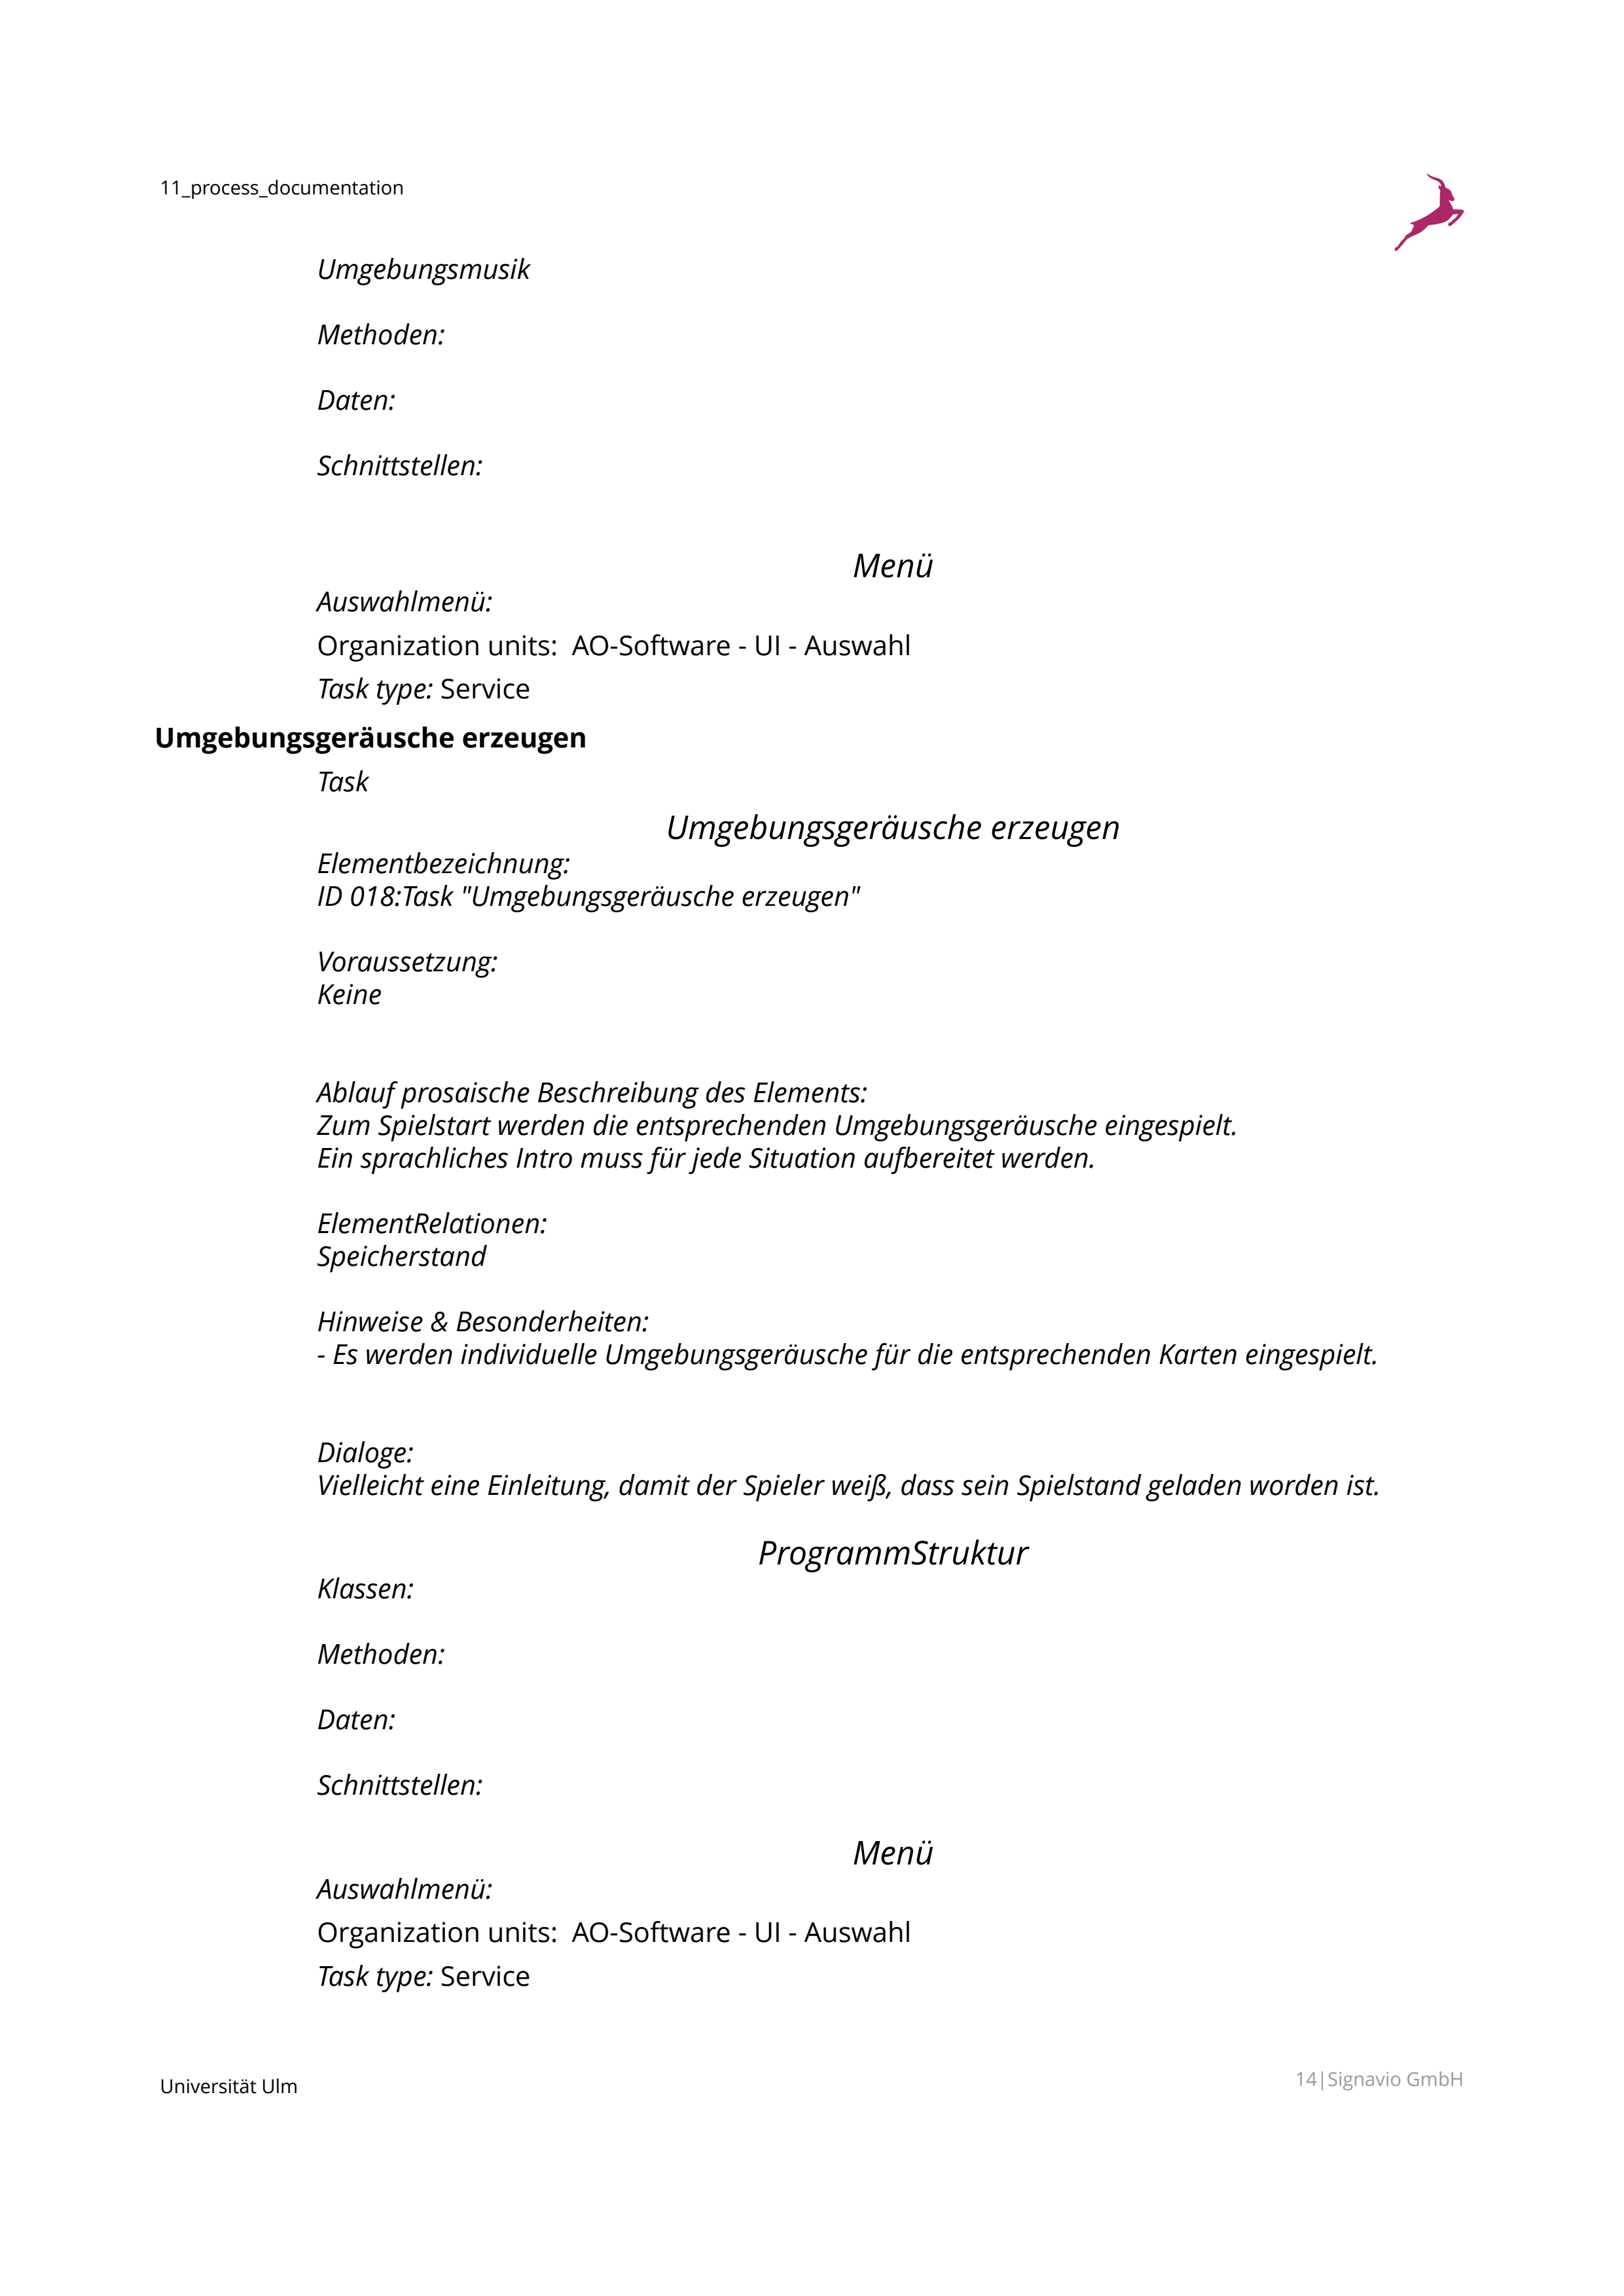 11_process_documentation
Umgebungsmusik
Methoden:
Daten:
Schnittstellen:
Menü
Auswahlmenü:
Organization units:  AO-Software - UI - Auswahl
Task type: Service
Umgebungsgeräusche erzeugen
Task
Umgebungsgeräusche erzeugen
Elementbezeichnung:
ID 018:Task "Umgebungsgeräusche erzeugen"
Voraussetzung:
Keine
Ablauf prosaische Beschreibung des Elements:
Zum Spielstart werden die entsprechenden Umgebungsgeräusche eingespielt.
Ein sprachliches Intro muss für jede Situation aufbereitet werden.
ElementRelationen:
Speicherstand
Hinweise & Besonderheiten:
- Es werden individuelle Umgebungsgeräusche für die entsprechenden Karten eingespielt.
Dialoge:
Vielleicht eine Einleitung, damit der Spieler weiß, dass sein Spielstand geladen worden ist.
ProgrammStruktur
Klassen:
Methoden:
Daten:
Schnittstellen:
Menü
Auswahlmenü:
Organization units:  AO-Software - UI - Auswahl
Task type: Service
Universität Ulm
14|Signavio GmbH